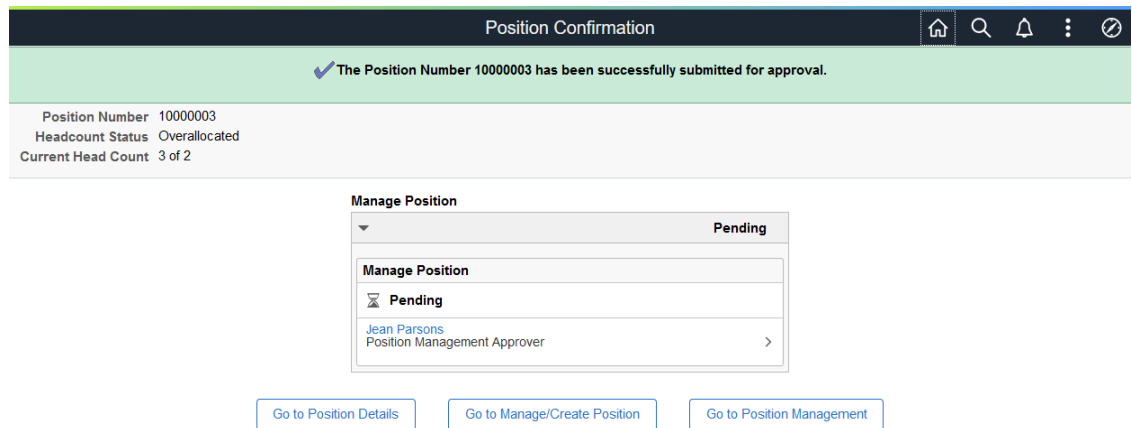 Position Confirmation
The Position Number 10000003 has been successfully submitted for approval.
Position Number 10000003
Headcount Status Overallocated
Current Head Count 3 of 2
Manage Position
Pending
Manage Position
Pending
Jean Parsons
Position Management Approver
Go to Position Details Go to Manage/Create Position Go to Position Management